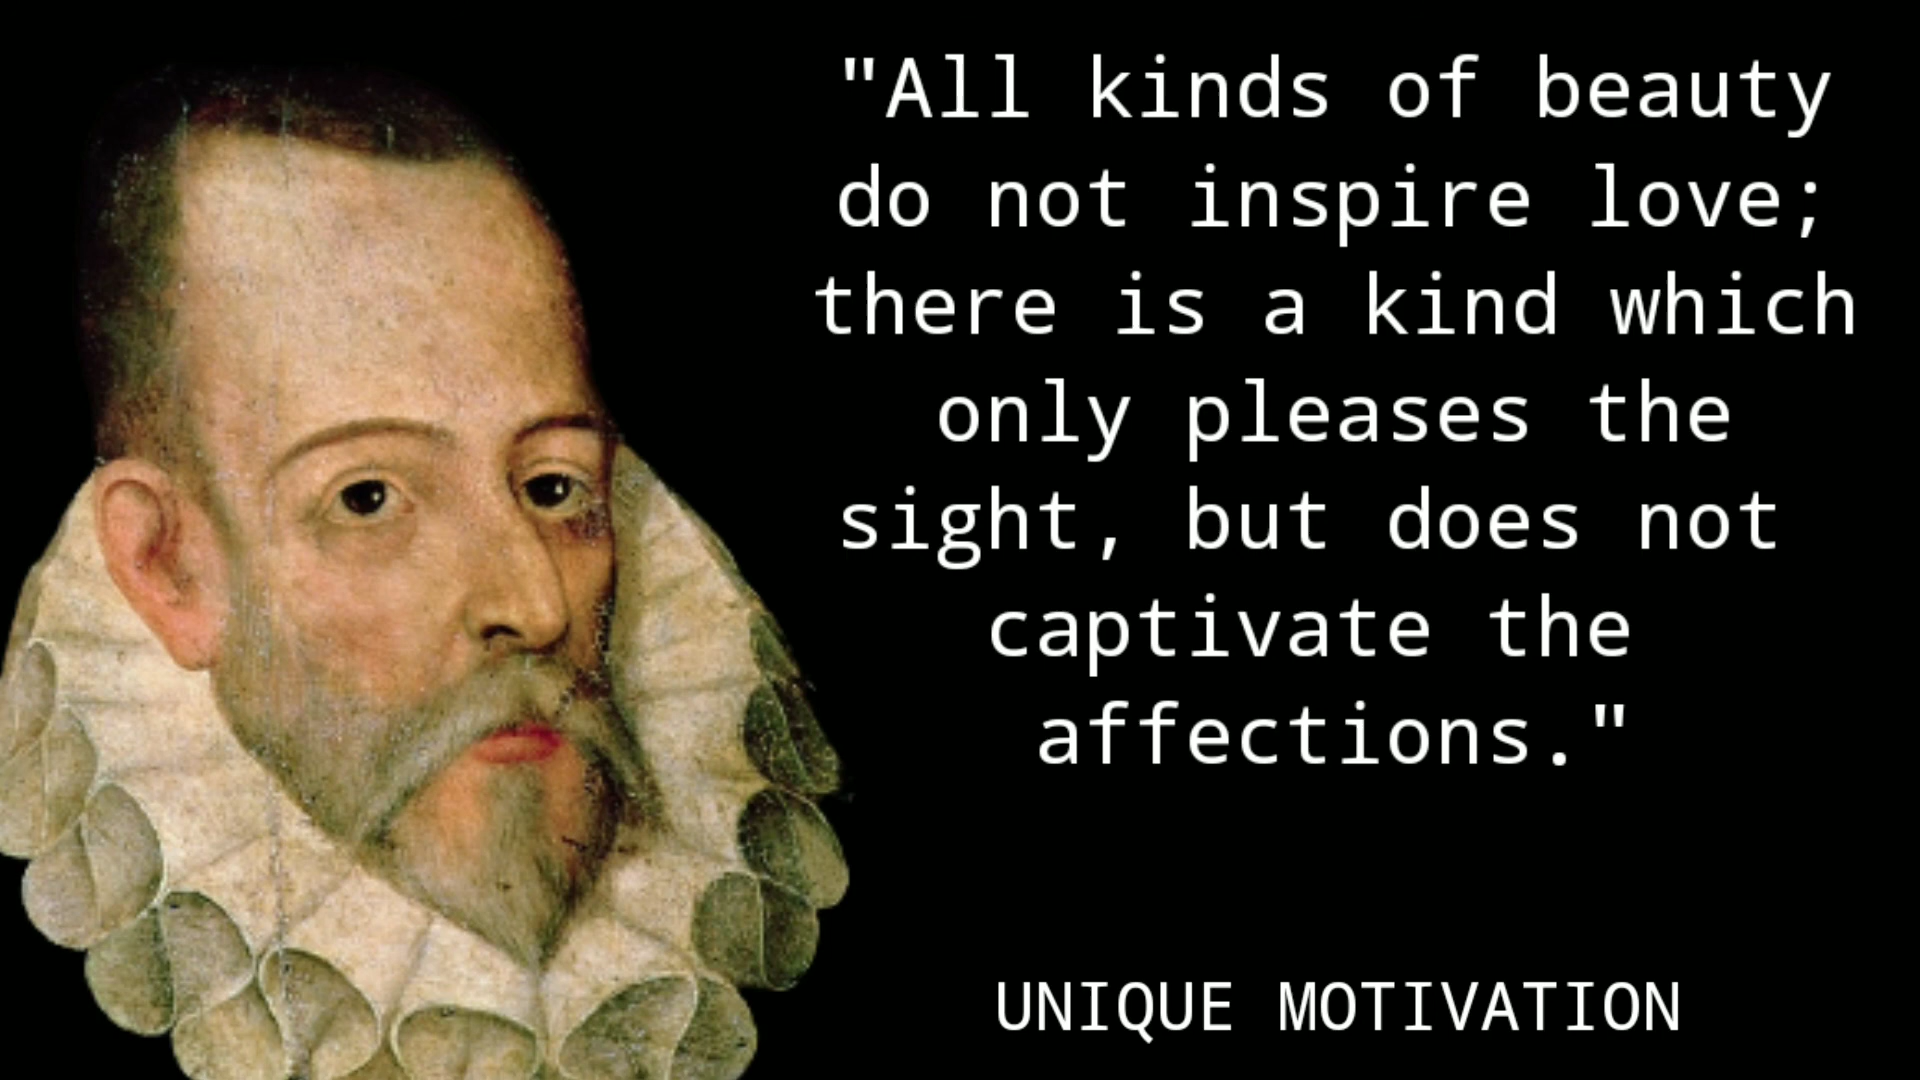 "All kinds of beauty
do not inspire love;
there is a kind which
only pleases the
sight, but does not
captivate the
affections."
UNIQUE MOTIVATION